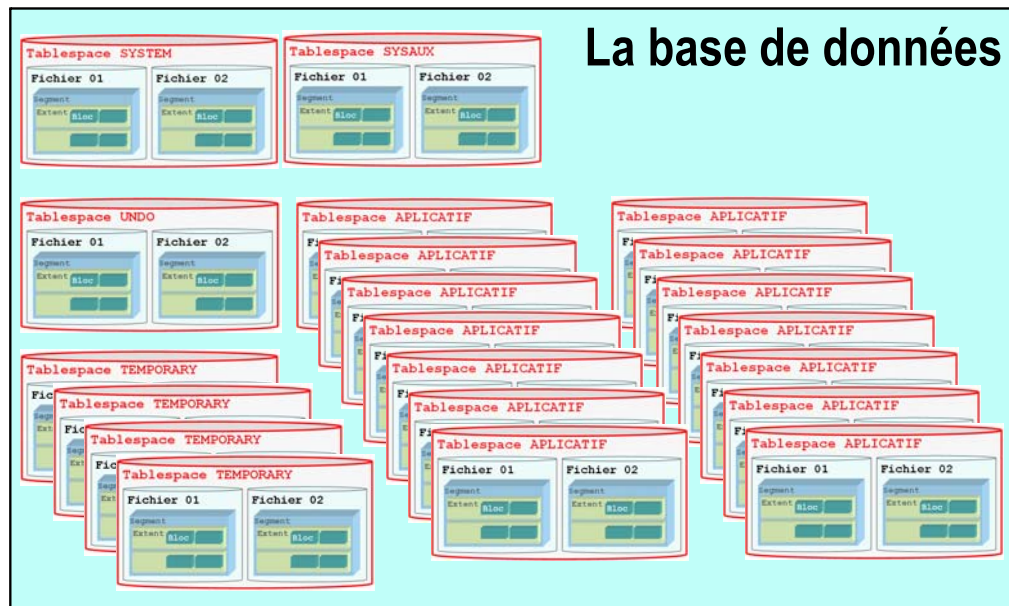 La base de données
Tablespace SYSTEM
Fichier 01 Fichier 02
Segment Segment
Extent Bloc Extent Bloc
Tablespace SYSAUX
Fichier 01 Fichier 02
Segment Segment
Extent Bloc Extent Bloc
Tablespace UNDO
Fichier 01 Fichier 02
Segment Segment
Extent Bloc Extent Bloc
Tablespace APLICATIF
Tablespace APLICATIF
Tablespace APLICATIF
Tablespace APLICATIF
Tablespace APLICATIF
Tablespace APLICATIF
Tablespace APLICATIF
Fichier 01 Fichier 02
Segment Segment
Extent Bloc Extent Bloc
Tablespace APLICATIF
Tablespace APLICATIF
Tablespace APLICATIF
Tablespace APLICATIF
Tablespace APLICATIF
Tablespace APLICATIF
Tablespace APLICATIF
Fichier 01 Fichier 02
Segment Segment
Extent Bloc Extent Bloc
Tablespace TEMPORARY
Tablespace TEMPORARY
Tablespace TEMPORARY
Tablespace TEMPORARY
Fichier 01 Fichier 02
Segment Segment
Extent Bloc Extent Bloc